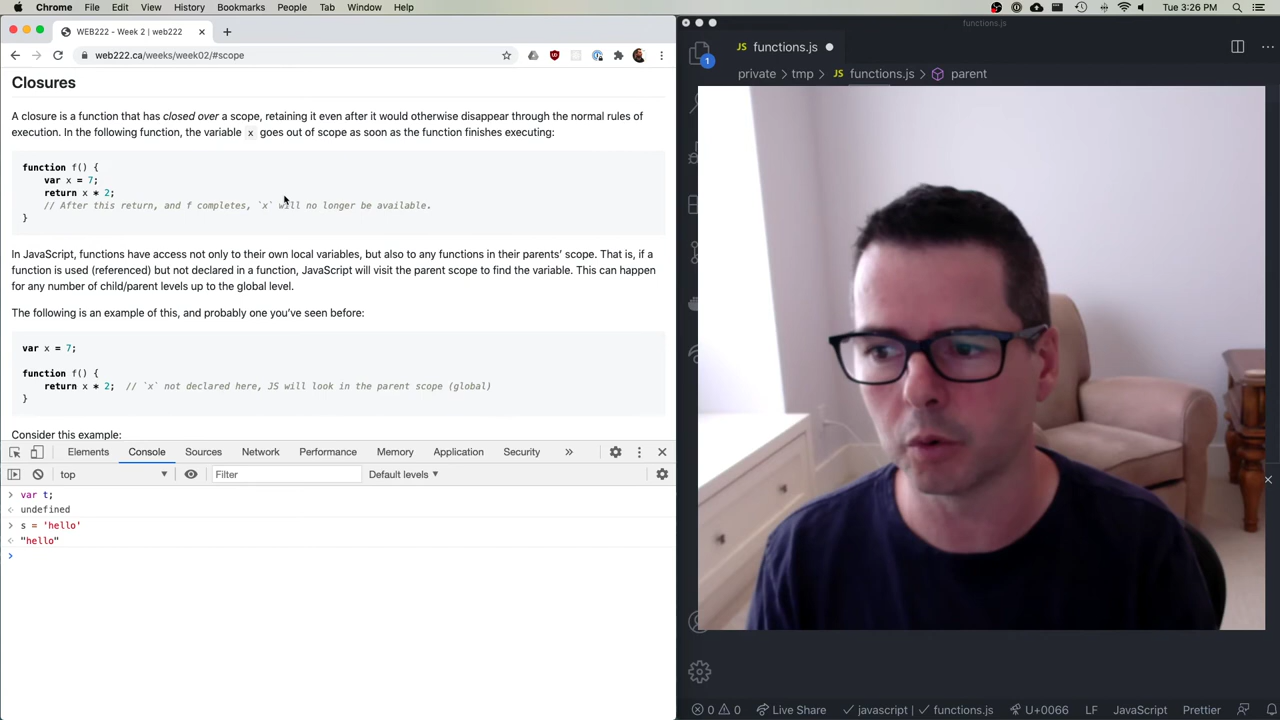 Chrome File Edit View History Bookmarks People Tab Window Help
Tue 3:26 PM
WEB222 - Week 2 | web222
web222.ca/weeks/week02/#scope
Closures
A closure is a function that has closed over a scope, retaining it even after it would otherwise disappear through the normal rules of
execution. In the following function, the variable x goes out of scope as soon as the function finishes executing:
function f() {
var x = 7;
return x * 2;
// After this return, and f completes, `x` will no longer be available.
}
In JavaScript, functions have access not only to their own local variables, but also to any functions in their parents’ scope. That is, if a
function is used (referenced) but not declared in a function, JavaScript will visit the parent scope to find the variable. This can happen
for any number of child/parent levels up to the global level.
The following is an example of this, and probably one you’ve seen before:
var x = 7;
function f() {
return x * 2; // `x` not declared here, JS will look in the parent scope (global)
}
Consider this example:
Elements Console Sources Network Performance Memory Application Security »
top Filter Default levels
> var t;
< undefined
> s = 'hello'
< "hello"
>
functions.js
JS functions.js
private > tmp > JS functions.js > parent
1
0 0 Live Share javascript | functions.js U+0066 LF JavaScript Prettier